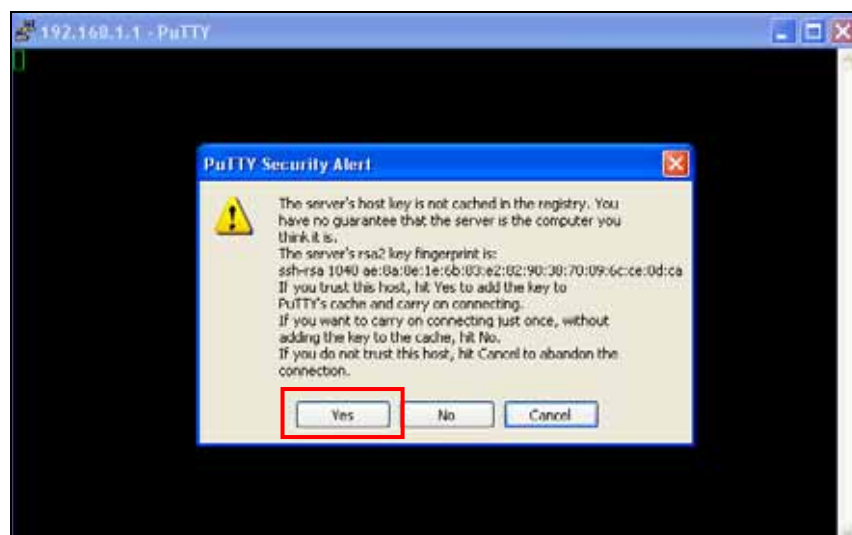 192.168.1.1 - PuTTY
PuTTY Security Alert
The server's host key is not cached in the registry. You
have no guarantee that the server is the computer you
think it is.
The server's rsa2 key fingerprint is:
ssh-rsa 1040 ae:8a:8e:1e:6b:83:e2:82:90:38:70:09:6c:ce:0d:ca
If you trust this host, hit Yes to add the key to
PuTTY's cache and carry on connecting.
If you want to carry on connecting just once, without
adding the key to the cache, hit No.
If you do not trust this host, hit Cancel to abandon the
connection.
Yes No Cancel